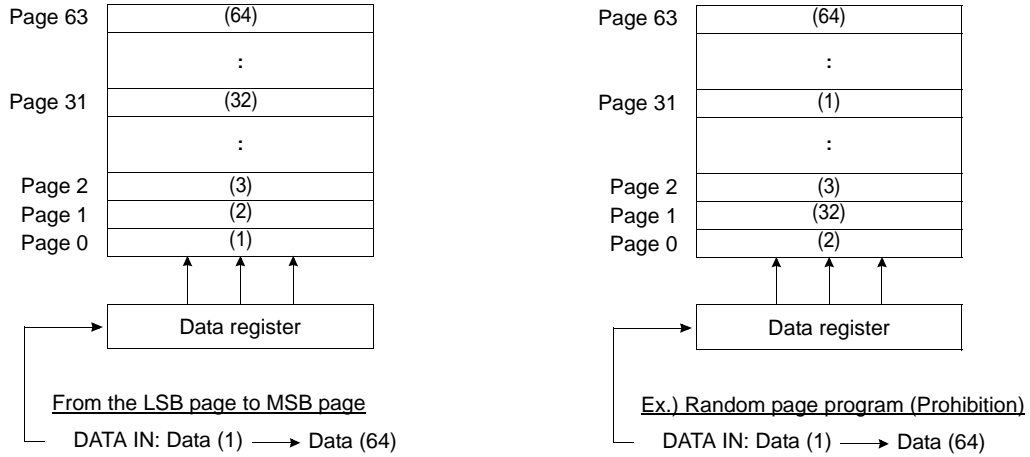 Page 63 (64)
:
Page 31 (32)
:
Page 2 (3)
Page 1 (2)
Page 0 (1)
Data register
From the LSB page to MSB page
DATA IN: Data (1) Data (64)
Page 63 (64)
:
Page 31 (1)
:
Page 2 (3)
Page 1 (32)
Page 0 (2)
Data register
Ex.) Random page program (Prohibition)
DATA IN: Data (1) Data (64)